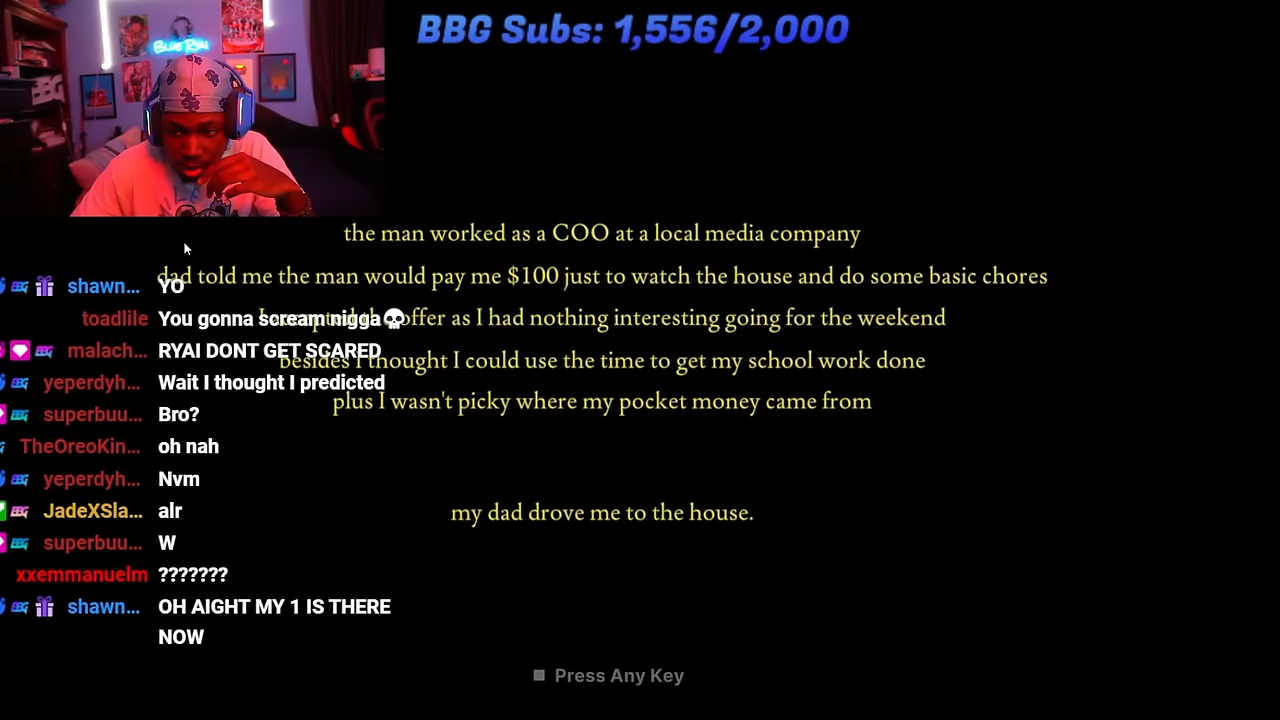 BBG Subs: 1,556/2,000
BLUE RYAI
the man worked as a COO at a local media company
dad told me the man would pay me $100 just to watch the house and do some basic chores
offer as I had nothing interesting going for the weekend
besides I thought I could use the time to get my school work done
plus I wasn't picky where my pocket money came from
my dad drove me to the house.
shawn... YO
toadlile You gonna scream nigga💀
malach... RYAI DONT GET SCARED
yeperdyh... Wait I thought I predicted
superbuu... Bro?
TheOreoKin... oh nah
yeperdyh... Nvm
JadeXSla... alr
superbuu... W
xxemmanuelm ???????
shawn... OH AIGHT MY 1 IS THERE
NOW
Press Any Key